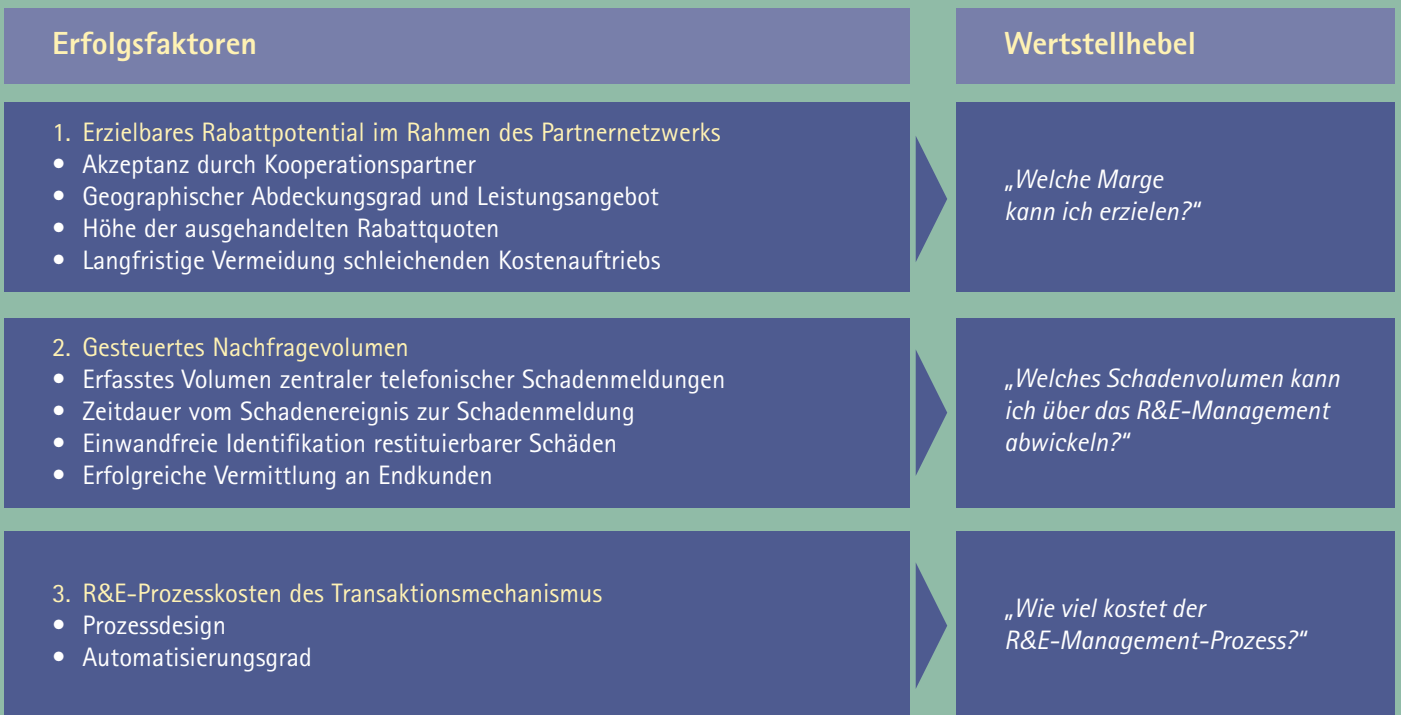 Erfolgsfaktoren
Wertstellhebel
1. Erzielbares Rabattpotential im Rahmen des Partnernetzwerks
• Akzeptanz durch Kooperationspartner
• Geographischer Abdeckungsgrad und Leistungsangebot
• Höhe der ausgehandelten Rabattquoten
• Langfristige Vermeidung schleichenden Kostenauftriebs
„Welche Marge
kann ich erzielen?“
2. Gesteuertes Nachfragevolumen
• Erfasstes Volumen zentraler telefonischer Schadenmeldungen
• Zeitdauer vom Schadenereignis zur Schadenmeldung
• Einwandfreie Identifikation restituierbarer Schäden
• Erfolgreiche Vermittlung an Endkunden
„Welches Schadenvolumen kann
ich über das R&E-Management
abwickeln?“
3. R&E-Prozesskosten des Transaktionsmechanismus
• Prozessdesign
• Automatisierungsgrad
„Wie viel kostet der
R&E-Management-Prozess?“